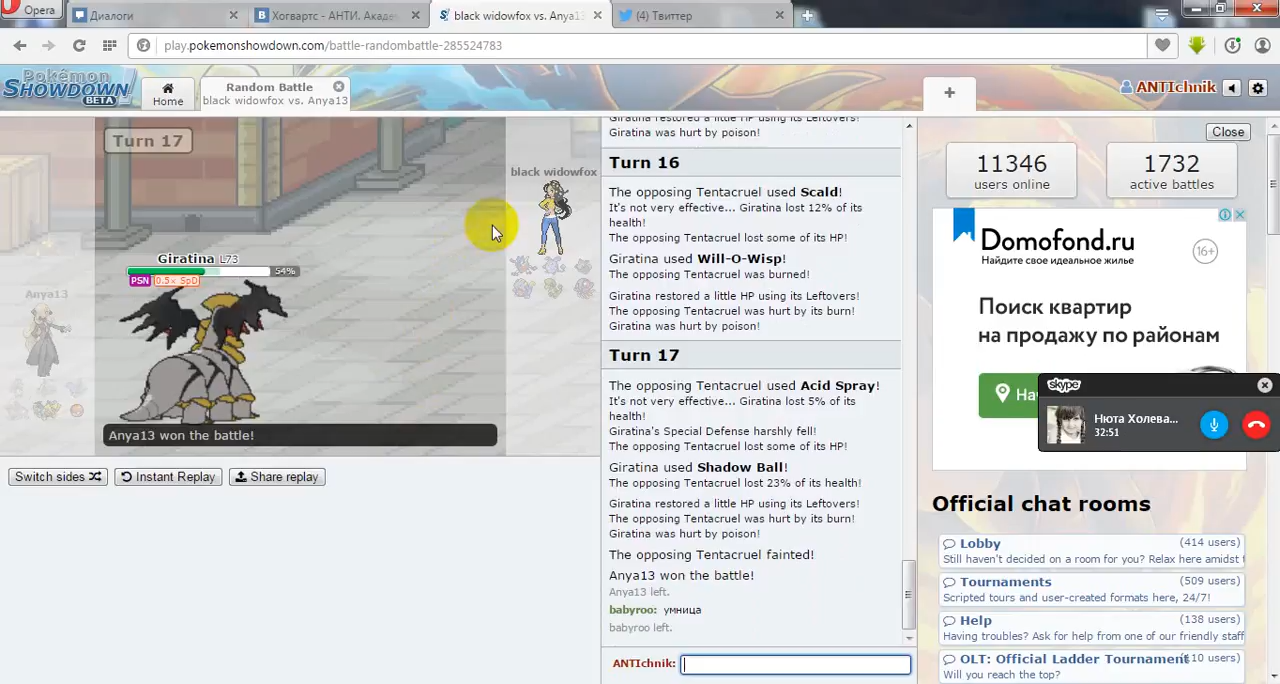 Opera
Диалоги
Хогвартс - АНТИ. Акаде
black widowfox vs. Anya1
(4) Твиттер
play.pokemonshowdown.com/battle-randombattle-285524783
Pokémon
SHOWDOWN
BETA
Home
Random Battle
black widowfox vs. Anya13
+
ANTIchnik
Turn 17
black widowfox
Giratina L73
54%
PSN
0.5× SpD
Anya13
Anya13 won the battle!
Switch sides
Instant Replay
Share replay
Giratina restored a little HP using its Leftovers!
Giratina was hurt by poison!
Turn 16
The opposing Tentacruel used Scald!
It's not very effective... Giratina lost 12% of its
health!
The opposing Tentacruel lost some of its HP!
Giratina used Will-O-Wisp!
The opposing Tentacruel was burned!
Giratina restored a little HP using its Leftovers!
The opposing Tentacruel was hurt by its burn!
Giratina was hurt by poison!
Turn 17
The opposing Tentacruel used Acid Spray!
It's not very effective... Giratina lost 5% of its
health!
Giratina's Special Defense harshly fell!
The opposing Tentacruel lost some of its HP!
Giratina used Shadow Ball!
The opposing Tentacruel lost 23% of its health!
Giratina restored a little HP using its Leftovers!
The opposing Tentacruel was hurt by its burn!
Giratina was hurt by poison!
The opposing Tentacruel fainted!
Anya13 won the battle!
Anya13 left.
babyroo: умница
babyroo left.
ANTIchnik:
Close
11346
users online
1732
active battles
Domofond.ru
Найдите свое идеальное жилье
16+
Поиск квартир
на продажу по районам
На
skype
Нюта Холева...
32:51
Official chat rooms
Lobby
(414 users)
Still haven't decided on a room for you? Relax here amidst t
Tournaments
(509 users)
Scripted tours and user-created formats here, 24/7!
Help
(138 users)
Having troubles? Ask for help from one of our friendly staff
OLT: Official Ladder Tournament
10 users)
Will you reach the top?